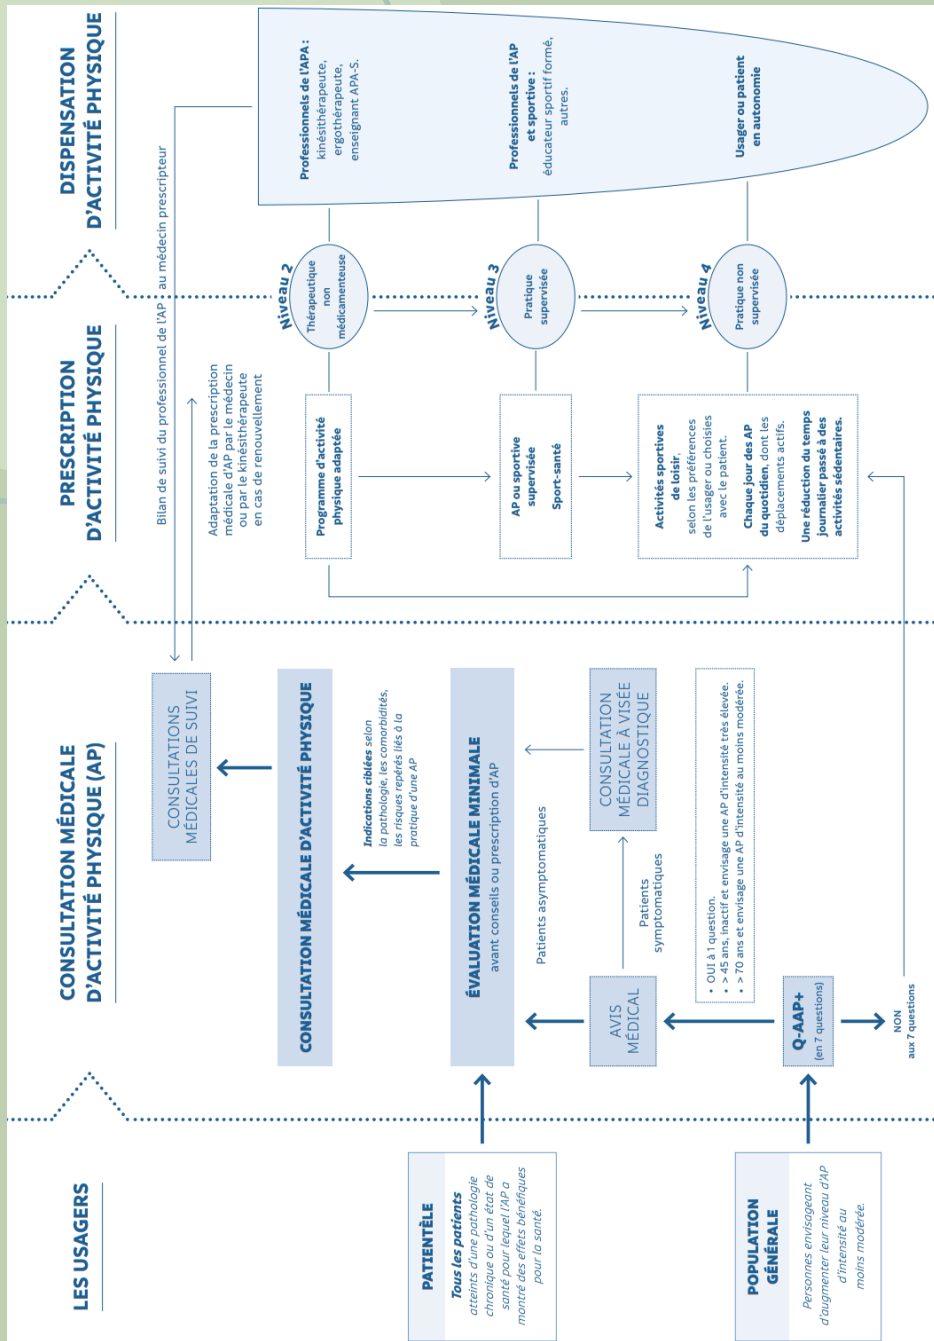 LES USAGERS
PATIENTÈLE
Tous les patients
atteints d'une pathologie
chronique ou d'un état de
santé pour lequel l'AP a
montré des effets bénéfiques
pour la santé.
POPULATION
GÉNÉRALE
Personnes envisageant
d'augmenter leur niveau d'AP
d'intensité au
moins modérée.
CONSULTATION MÉDICALE
D'ACTIVITÉ PHYSIQUE (AP)
CONSULTATIONS
MÉDICALES DE SUIVI
CONSULTATION MÉDICALE D'ACTIVITÉ PHYSIQUE
Indications ciblées selon
la pathologie, les comorbidités,
les risques repérés liés à la
pratique d'une AP
ÉVALUATION MÉDICALE MINIMALE
avant conseils ou prescription d'AP
Patients asymptomatiques
AVIS
MÉDICAL
Patients
symptomatiques
CONSULTATION
MÉDICALE À VISÉE
DIAGNOSTIQUE
• OUI à 1 question.
• > 45 ans, inactif et envisage une AP d'intensité très élevée.
• > 70 ans et envisage une AP d'intensité au moins modérée.
Q-AAP+
(en 7 questions)
NON
aux 7 questions
PRESCRIPTION
D'ACTIVITÉ PHYSIQUE
Bilan de suivi du professionnel de l'AP au médecin prescripteur
Adaptation de la prescription
médicale d'AP par le médecin
ou par le kinésithérapeute
en cas de renouvellement
Programme d'activité
physique adaptée
AP ou sportive
supervisée
Sport-santé
Activités sportives
de loisir,
selon les préférences
de l'usager ou choisies
avec le patient.
Chaque jour des AP
du quotidien, dont les
déplacements actifs.
Une réduction du temps
journalier passé à des
activités sédentaires.
Niveau 2
Thérapeutique
non
médicamenteuse
Niveau 3
Pratique
supervisée
Niveau 4
Pratique non
supervisée
DISPENSATION
D'ACTIVITÉ PHYSIQUE
Professionnels de l'APA :
kinésithérapeute,
ergothérapeute,
enseignant APA-S.
Professionnels de l'AP
et sportive :
éducateur sportif formé,
autres.
Usager ou patient
en autonomie